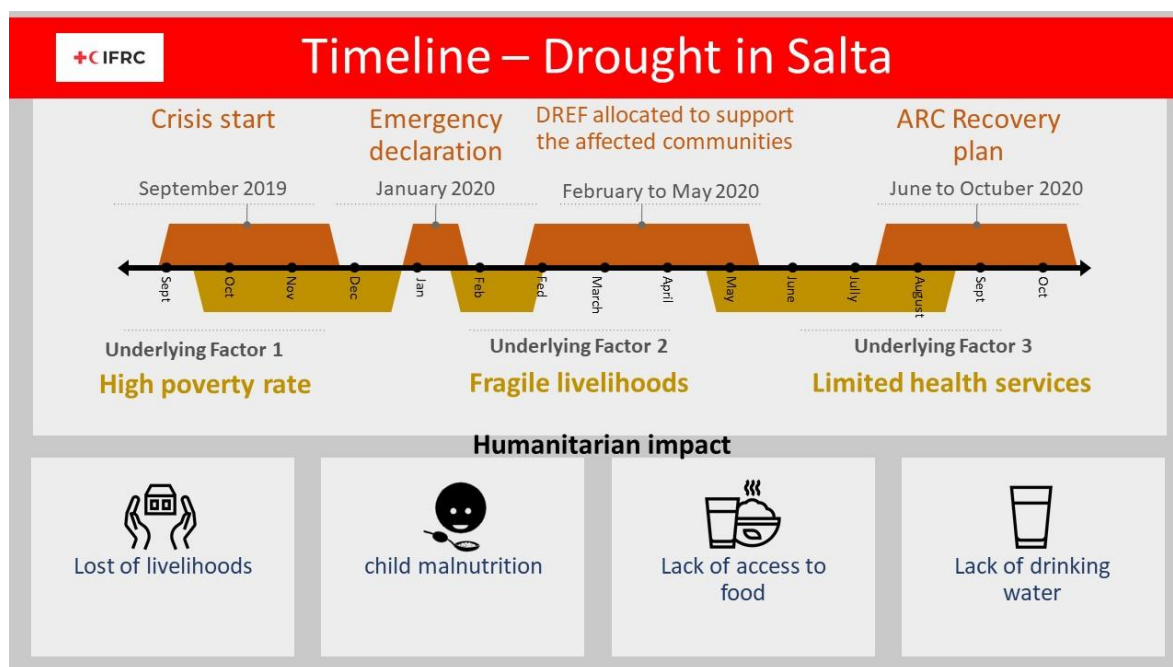 IFRC
Timeline – Drought in Salta
Crisis start
Emergency
declaration
DREF allocated to support
the affected communities
ARC Recovery
plan
September 2019
January 2020
February to May 2020
June to Octuber 2020
Sept
Oct
Nov
Dec
Jan
Feb
Fed
March
April
May
June
Jully
August
Sept
Oct
Underlying Factor 1
High poverty rate
Underlying Factor 2
Fragile livelihoods
Underlying Factor 3
Limited health services
Humanitarian impact
Lost of livelihoods
child malnutrition
Lack of access to
food
Lack of drinking
water